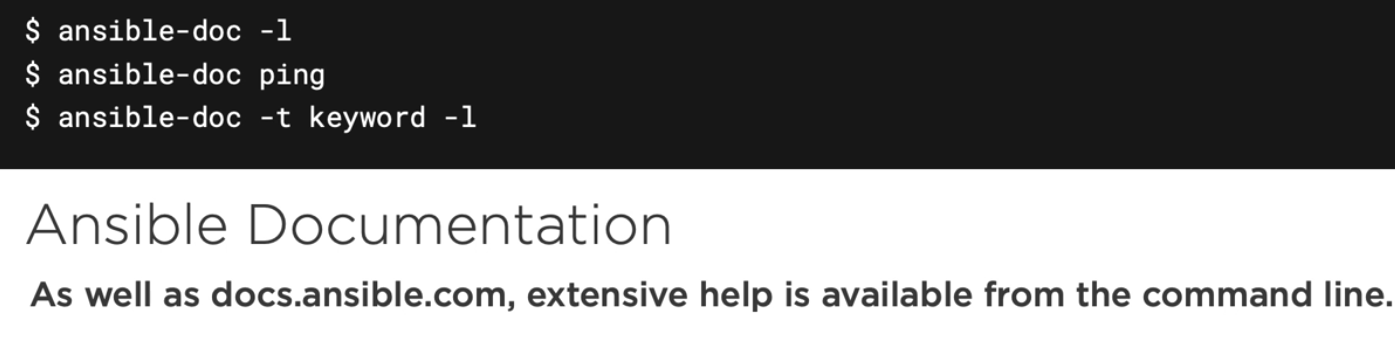 $ ansible-doc -l
$ ansible-doc ping
$ ansible-doc -t keyword -l
Ansible Documentation
As well as docs.ansible.com, extensive help is available from the command line.